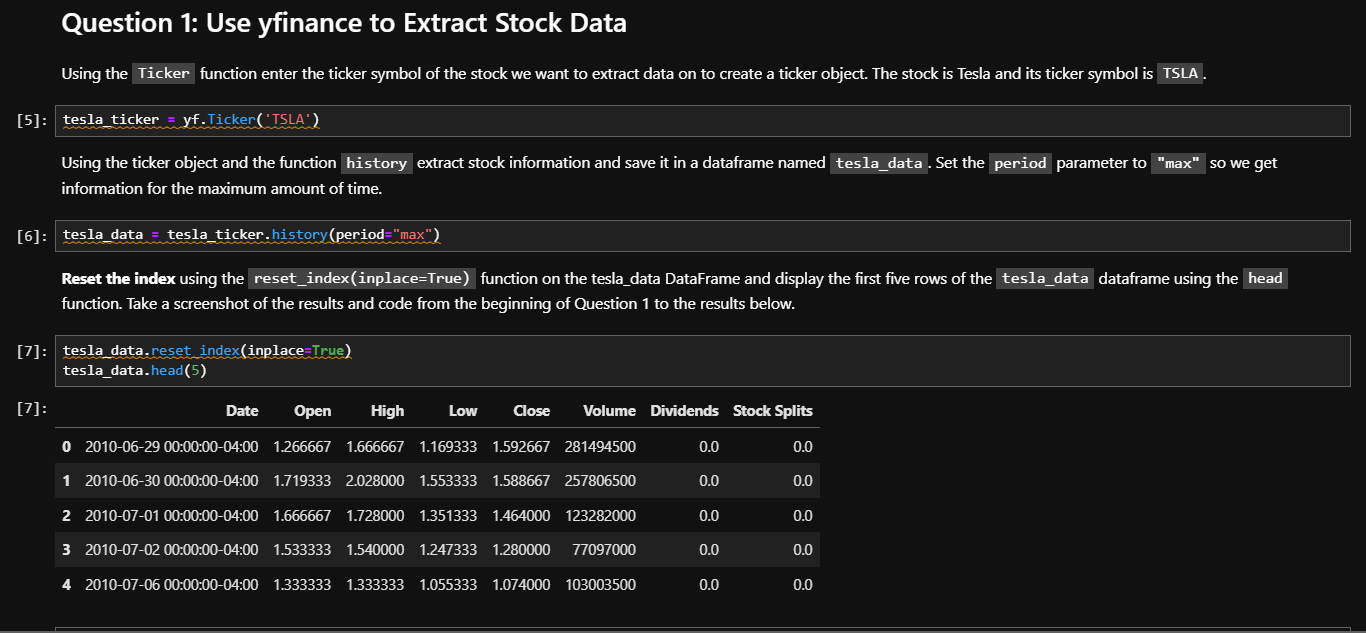 Question 1: Use yfinance to Extract Stock Data
Using the Ticker function enter the ticker symbol of the stock we want to extract data on to create a ticker object. The stock is Tesla and its ticker symbol is TSLA.
[5]: tesla_ticker = yf.Ticker('TSLA')
Using the ticker object and the function history extract stock information and save it in a dataframe named tesla_data. Set the period parameter to "max" so we get
information for the maximum amount of time.
[6]: tesla_data = tesla_ticker.history(period="max")
Reset the index using the reset_index(inplace=True) function on the tesla_data DataFrame and display the first five rows of the tesla_data dataframe using the head
function. Take a screenshot of the results and code from the beginning of Question 1 to the results below.
[7]: tesla_data.reset_index(inplace=True)
tesla_data.head(5)
[7]: Date Open High Low Close Volume Dividends Stock Splits
0 2010-06-29 00:00:00-04:00 1.266667 1.666667 1.169333 1.592667 281494500 0.0 0.0
1 2010-06-30 00:00:00-04:00 1.719333 2.028000 1.553333 1.588667 257806500 0.0 0.0
2 2010-07-01 00:00:00-04:00 1.666667 1.728000 1.351333 1.464000 123282000 0.0 0.0
3 2010-07-02 00:00:00-04:00 1.533333 1.540000 1.247333 1.280000 77097000 0.0 0.0
4 2010-07-06 00:00:00-04:00 1.333333 1.333333 1.055333 1.074000 103003500 0.0 0.0